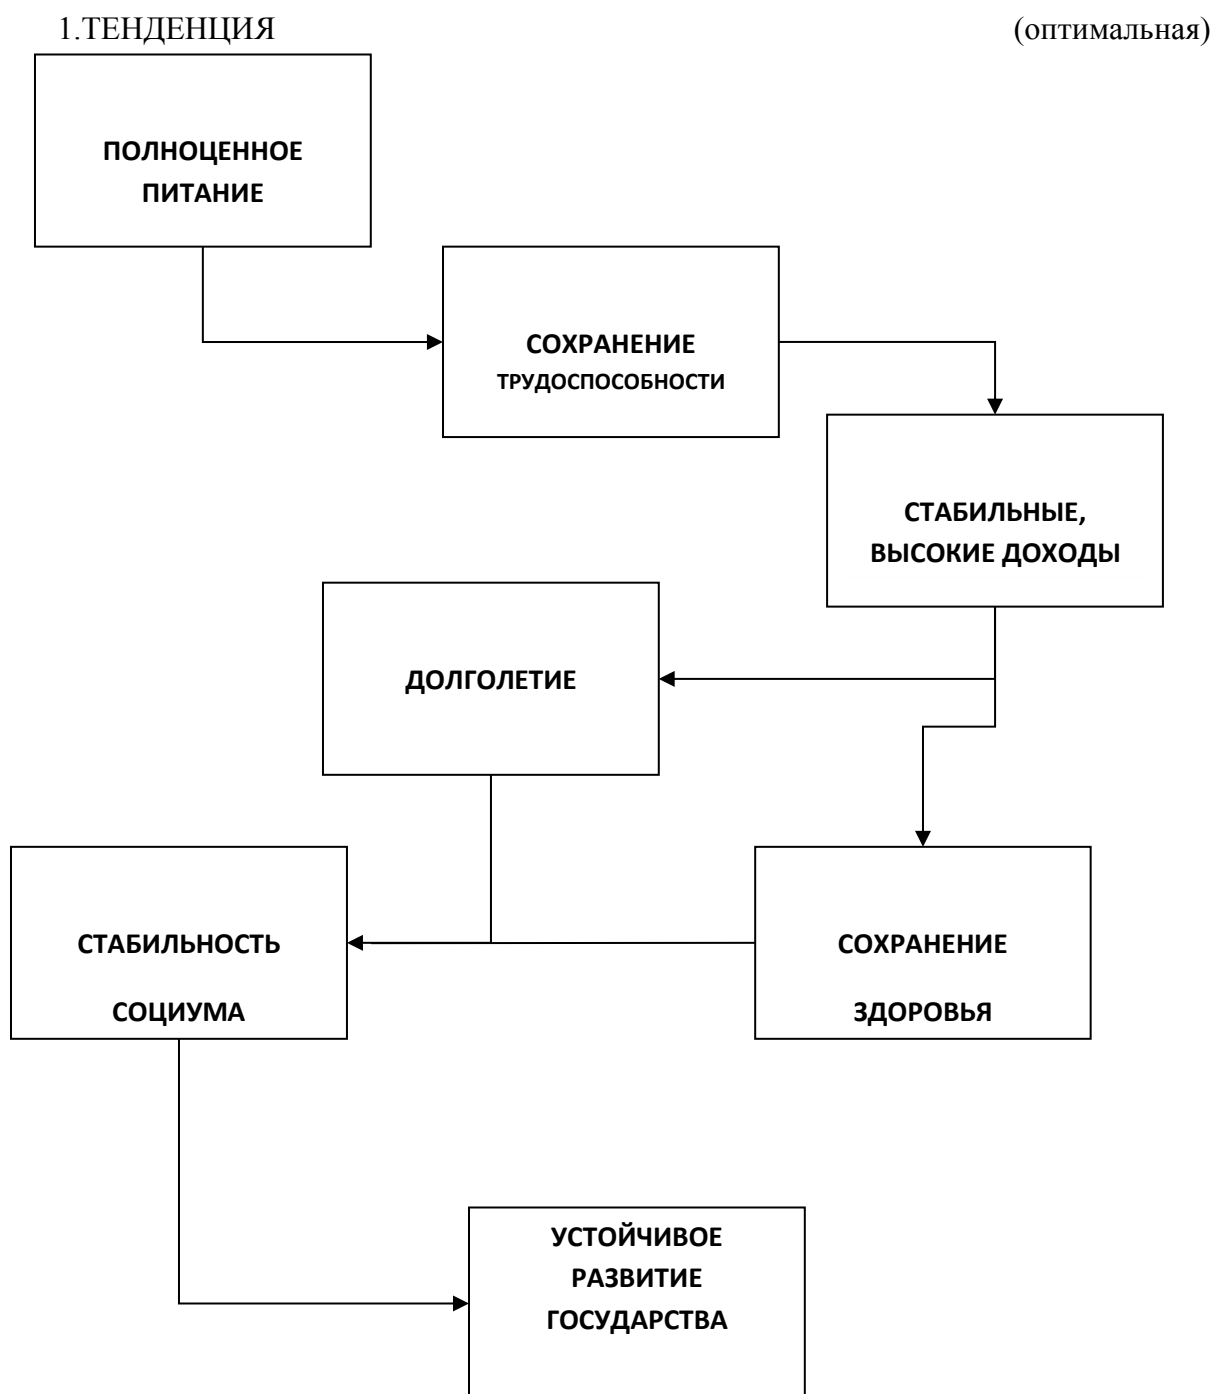 1.ТЕНДЕНЦИЯ (оптимальная)
ПОЛНОЦЕННОЕ
ПИТАНИЕ
СОХРАНЕНИЕ
ТРУДОСПОСОБНОСТИ
СТАБИЛЬНЫЕ,
ВЫСОКИЕ ДОХОДЫ
ДОЛГОЛЕТИЕ
СТАБИЛЬНОСТЬ
СОЦИУМА
СОХРАНЕНИЕ
ЗДОРОВЬЯ
УСТОЙЧИВОЕ
РАЗВИТИЕ
ГОСУДАРСТВА